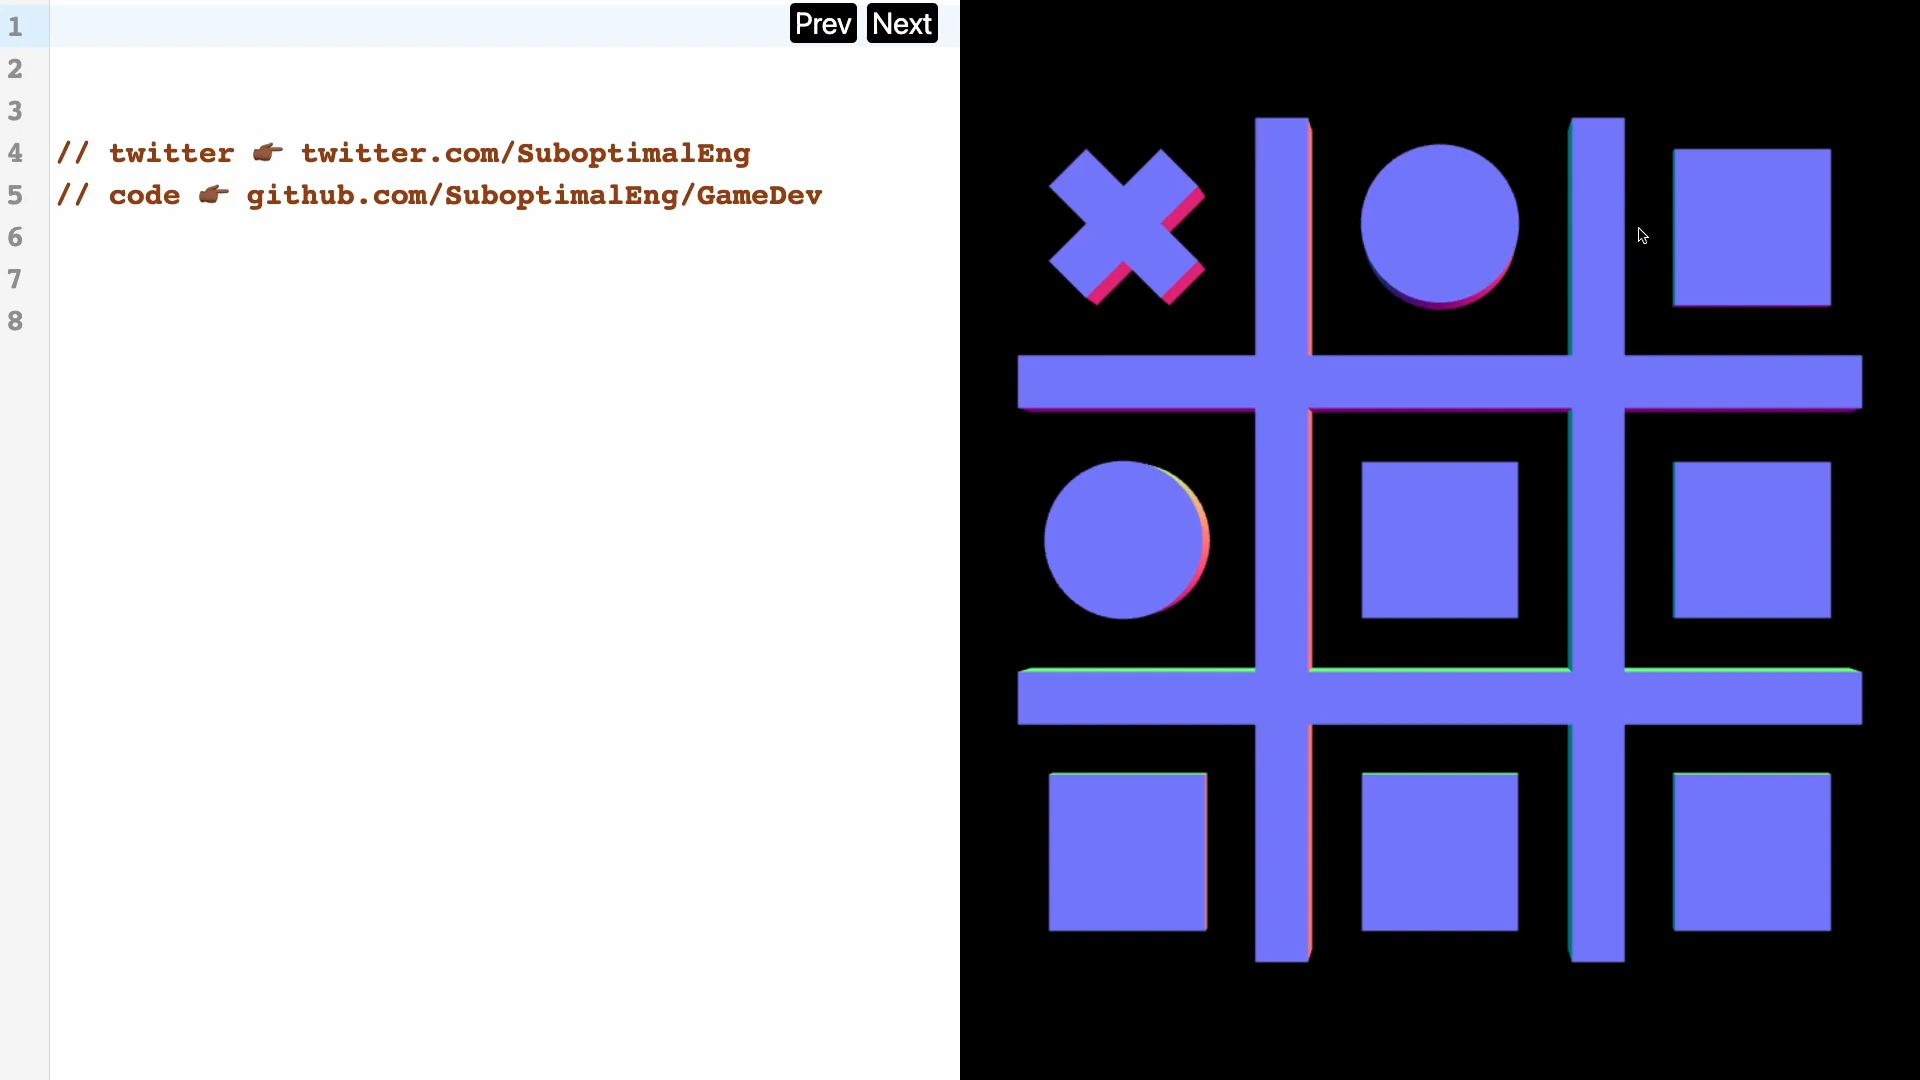 Prev Next
1
2
3
4 // twitter 👉🏾 twitter.com/SuboptimalEng
5 // code 👉🏾 github.com/SuboptimalEng/GameDev
6
7
8